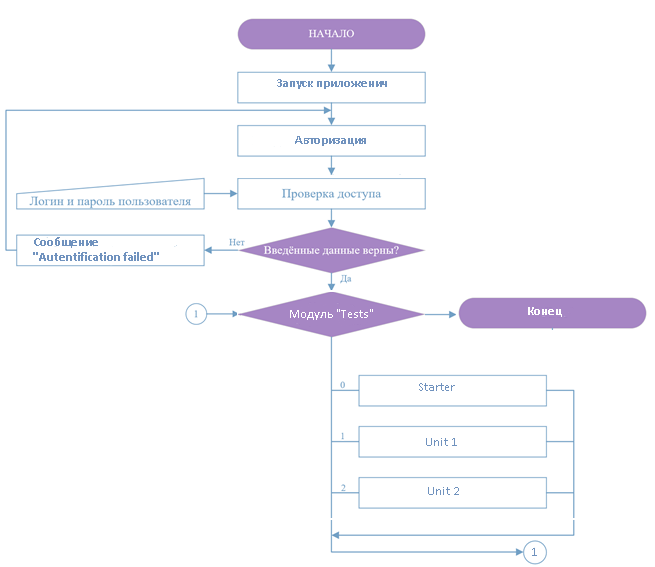 НАЧАЛО
Запуск приложенич
Авторизация
Логин и пароль пользователя
Проверка доступа
Сообщение
"Autentification failed"
Нет
Введённые данные верны?
Да
1
Модуль "Tests"
Конец
0
Starter
1
Unit 1
2
Unit 2
1